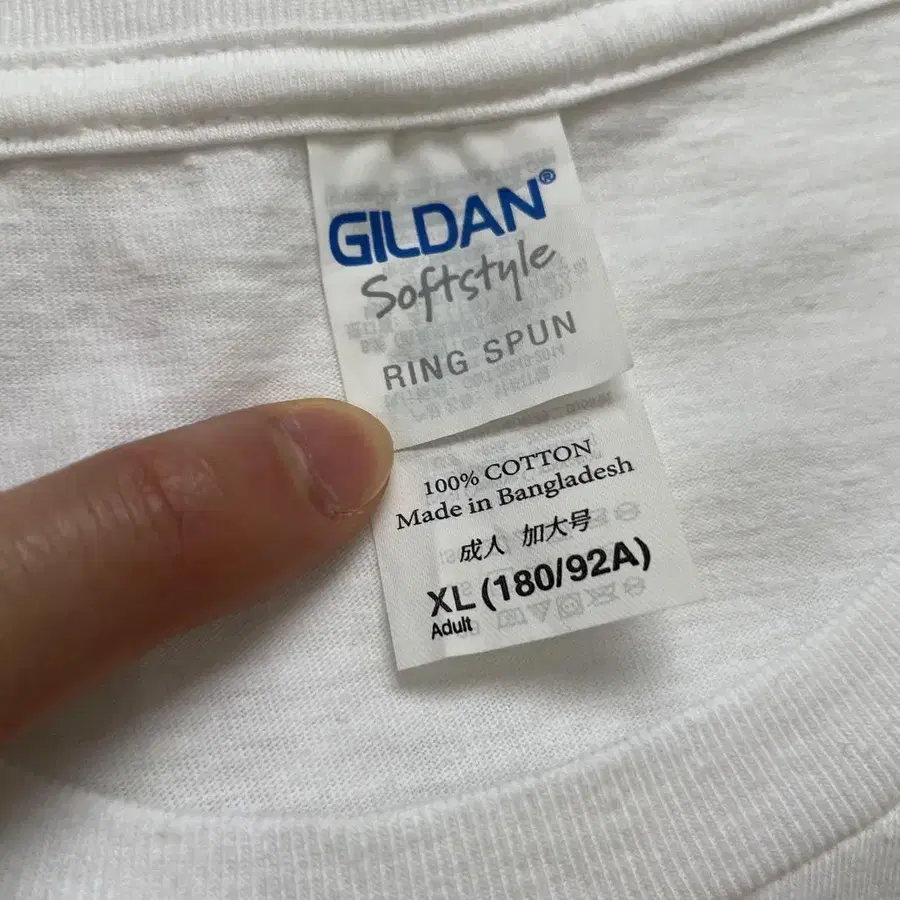 GILDAN®
Softstyle
RING SPUN
100% COTTON
Made in Bangladesh
成人 加大号
XL (180/92A)
Adult